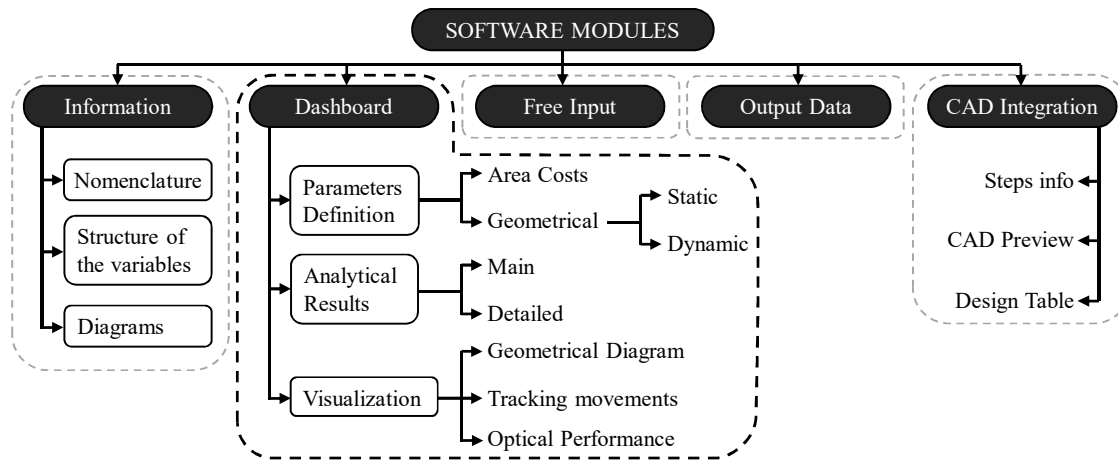 SOFTWARE MODULES
Information
Nomenclature
Structure of
the variables
Diagrams
Dashboard
Parameters
Definition
Area Costs
Geometrical
Static
Dynamic
Analytical
Results
Main
Detailed
Visualization
Geometrical Diagram
Tracking movements
Optical Performance
Free Input
Output Data
CAD Integration
Steps info
CAD Preview
Design Table